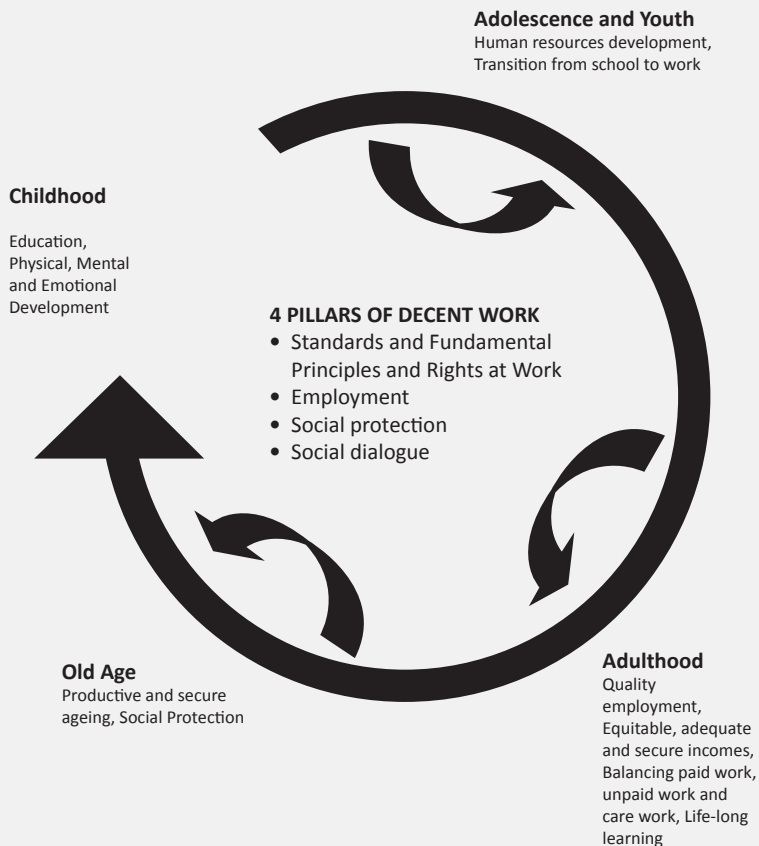 Adolescence and Youth
Human resources development,
Transition from school to work
Childhood
Education,
Physical, Mental
and Emotional
Development
4 PILLARS OF DECENT WORK
• Standards and Fundamental
Principles and Rights at Work
• Employment
• Social protection
• Social dialogue
Old Age
Productive and secure
ageing, Social Protection
Adulthood
Quality
employment,
Equitable, adequate
and secure incomes,
Balancing paid work,
unpaid work and
care work, Life-long
learning